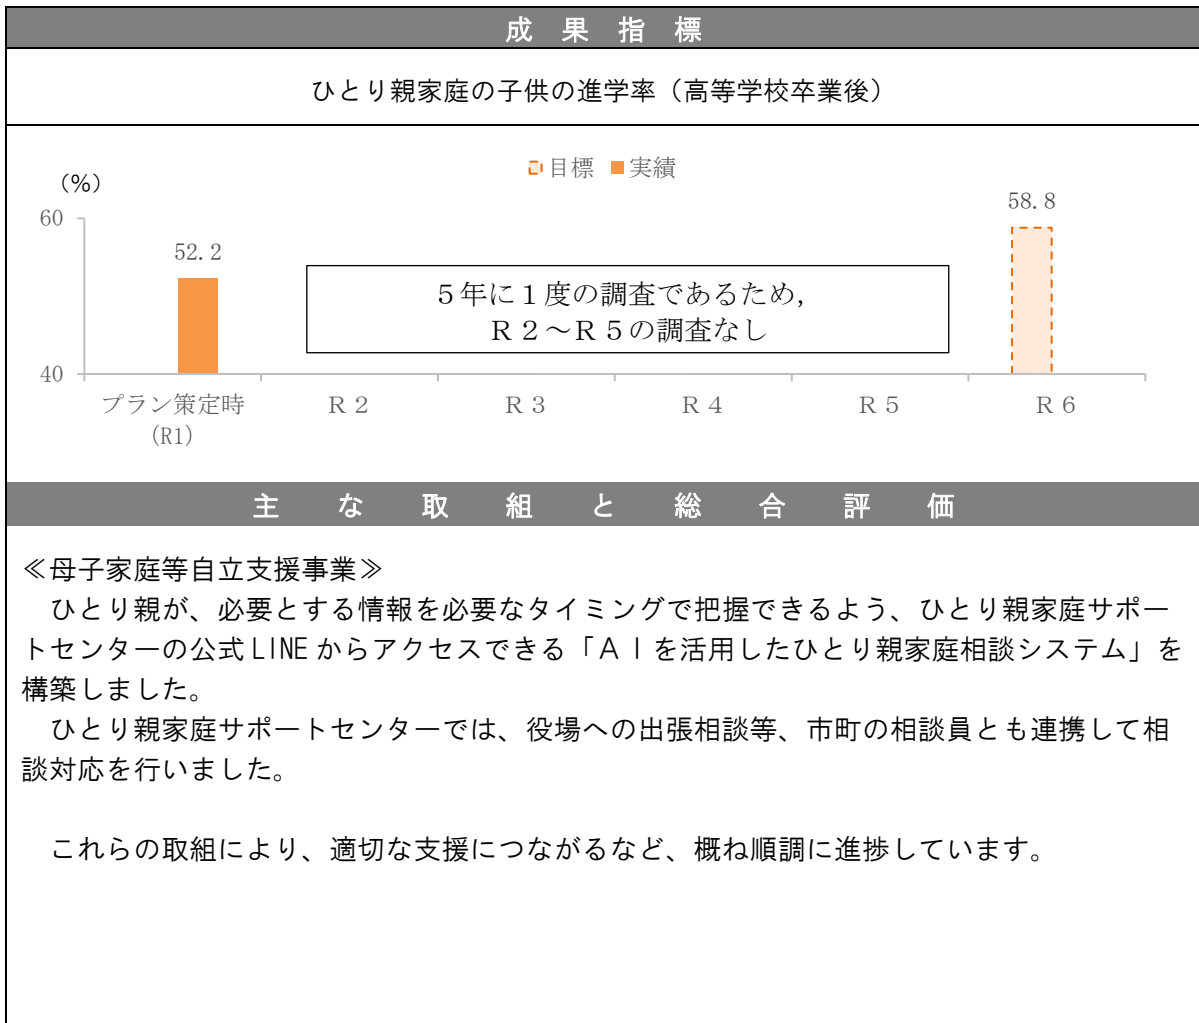 成果指標
ひとり親家庭の子供の進学率（高等学校卒業後）
目標 実績
(%)
60
58.8
52.2
５年に１度の調査であるため,
Ｒ２～Ｒ５の調査なし
40
プラン策定時
(R1)
Ｒ２
Ｒ３
Ｒ４
Ｒ５
Ｒ６
主な取組と総合評価
≪母子家庭等自立支援事業≫
　ひとり親が、必要とする情報を必要なタイミングで把握できるよう、ひとり親家庭サポー
トセンターの公式LINEからアクセスできる「ＡＩを活用したひとり親家庭相談システム」を
構築しました。
　ひとり親家庭サポートセンターでは、役場への出張相談等、市町の相談員とも連携して相
談対応を行いました。
　これらの取組により、適切な支援につながるなど、概ね順調に進捗しています。